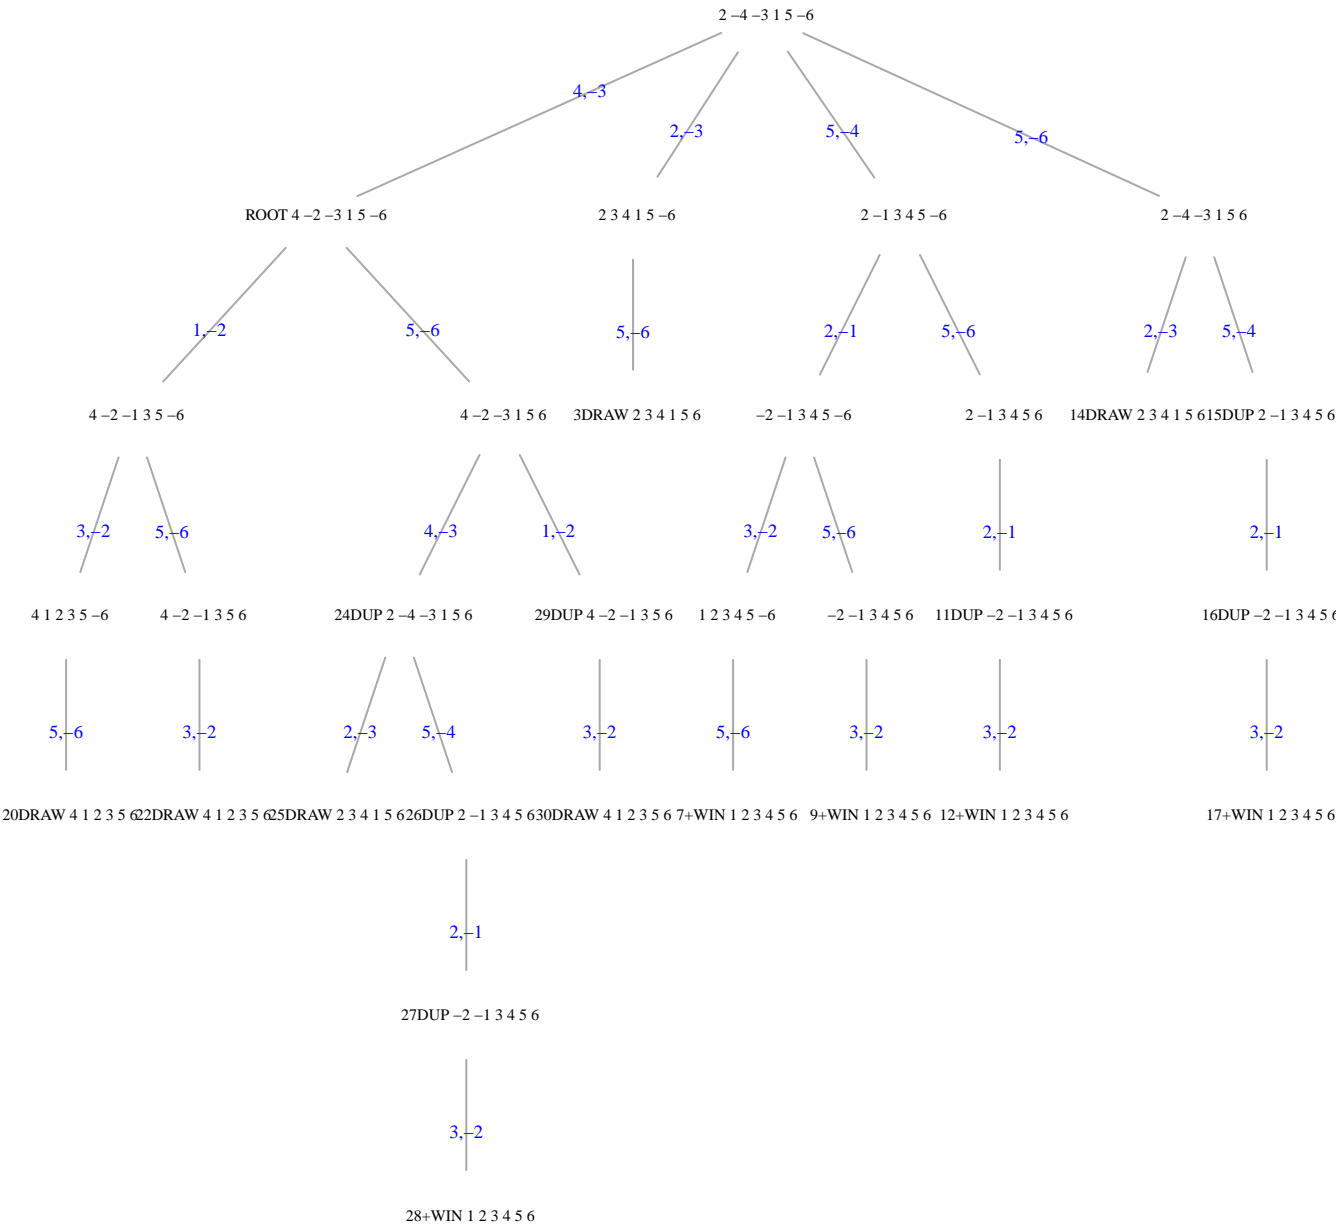 2 −4 −3 1 5 −6
4,−3
2,−3 5,−4
5,−6
ROOT 4 −2 −3 1 5 −6 2 3 4 1 5 −6 2 −1 3 4 5 −6 2 −4 −3 1 5 6
1,−2 5,−6 5,−6 2,−1 5,−6 2,−3 5,−4
4 −2 −1 3 5 −6 4 −2 −3 1 5 6 3DRAW 2 3 4 1 5 6 −2 −1 3 4 5 −6 2 −1 3 4 5 6 14DRAW 2 3 4 1 5 6 15DUP 2 −1 3 4 5 6
3,−2 5,−6 4,−3 1,−2 3,−2 5,−6 2,−1 2,−1
4 1 2 3 5 −6 4 −2 −1 3 5 6 24DUP 2 −4 −3 1 5 6 29DUP 4 −2 −1 3 5 6 1 2 3 4 5 −6 −2 −1 3 4 5 6 11DUP −2 −1 3 4 5 6 16DUP −2 −1 3 4 5 6
5,−6 3,−2 2,−3 5,−4 3,−2 5,−6 3,−2 3,−2 3,−2
20DRAW 4 1 2 3 5 6 22DRAW 4 1 2 3 5 6 25DRAW 2 3 4 1 5 6 26DUP 2 −1 3 4 5 6 30DRAW 4 1 2 3 5 6 7+WIN 1 2 3 4 5 6 9+WIN 1 2 3 4 5 6 12+WIN 1 2 3 4 5 6 17+WIN 1 2 3 4 5 6
2,−1
27DUP −2 −1 3 4 5 6
3,−2
28+WIN 1 2 3 4 5 6